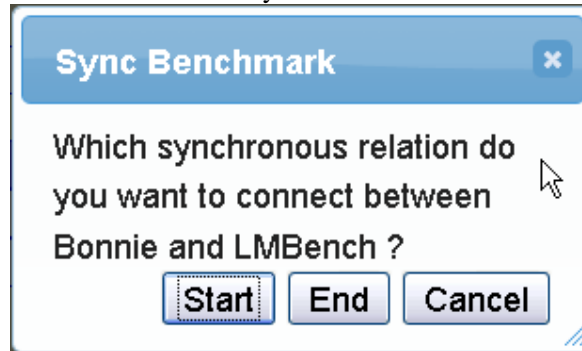 Sync Benchmark
Which synchronous relation do
you want to connect between
Bonnie and LMBench ?
Start End Cancel